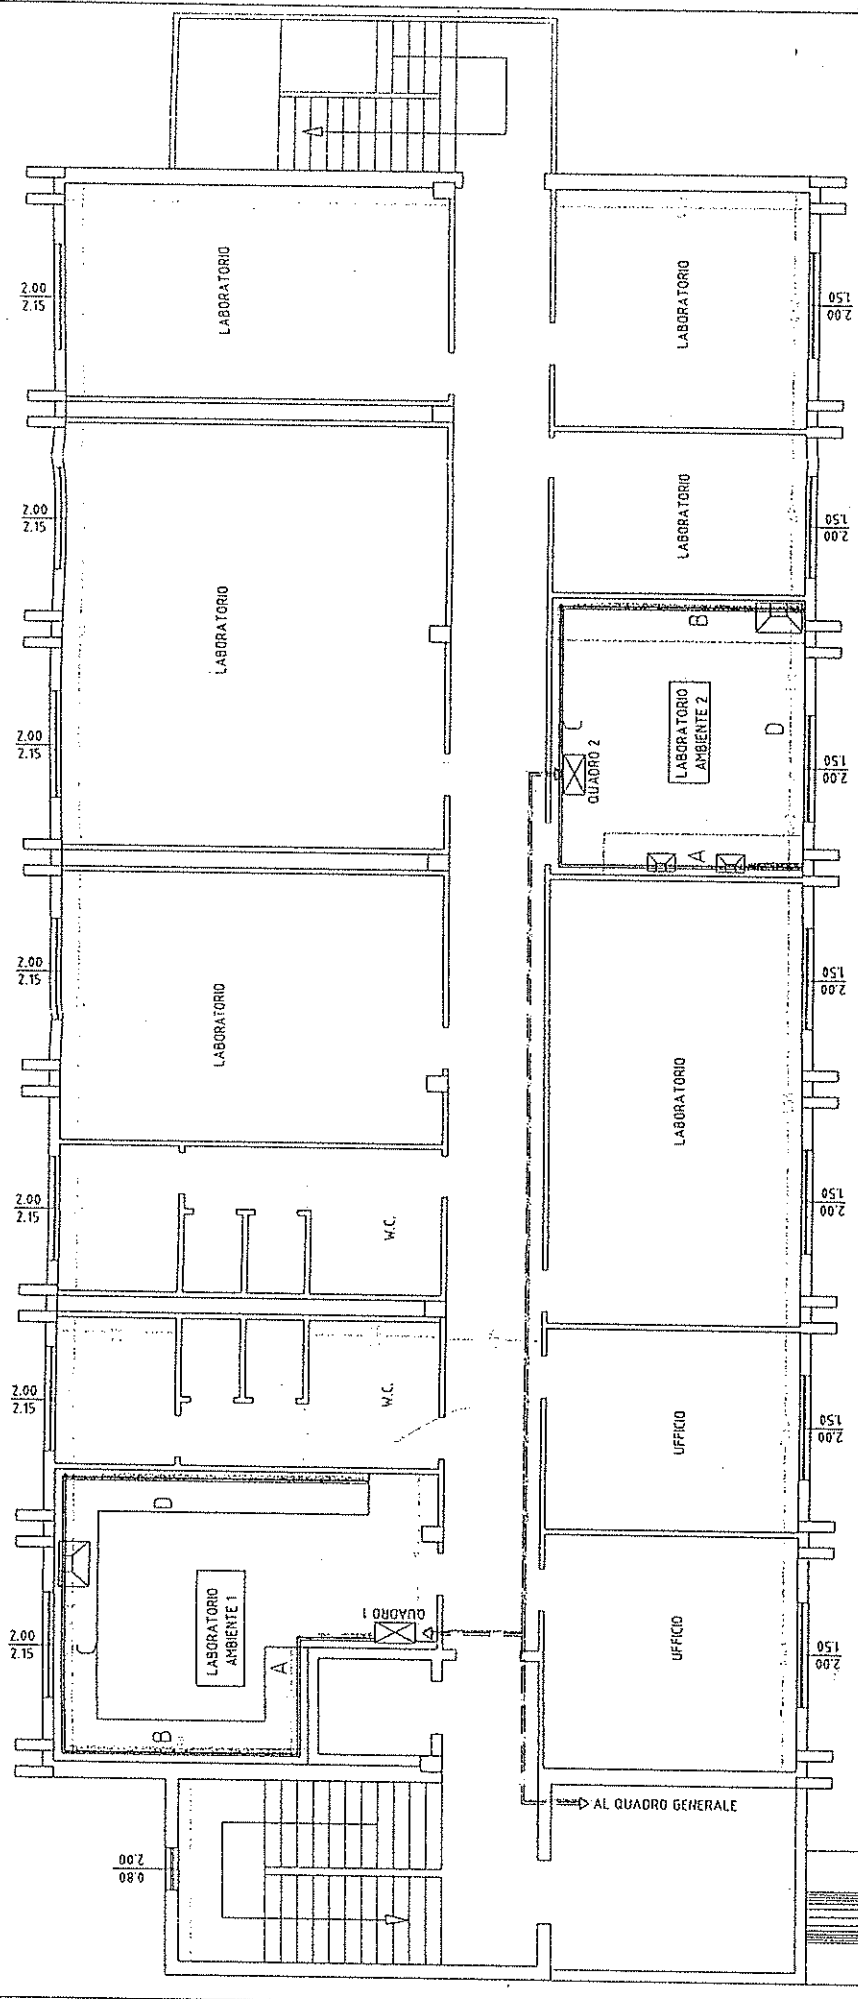 LABORATORIO
LABORATORIO
2.00
2.15
1.50
2.00
LABORATORIO
2.00
2.15
1.50
2.00
LABORATORIO
B
2.00
2.15
LABORATORIO
AMBIENTE 2
C
D
QUADRO 2
1.50
2.00
A
2.00
2.15
1.50
2.00
LABORATORIO
LABORATORIO
2.00
2.15
W.C.
1.50
2.00
2.00
2.15
W.C.
UFFICIO
1.50
2.00
D
LABORATORIO
AMBIENTE 1
QUADRO 1
2.00
2.15
C
A
B
UFFICIO
1.50
2.00
AL QUADRO GENERALE
0.80
2.00